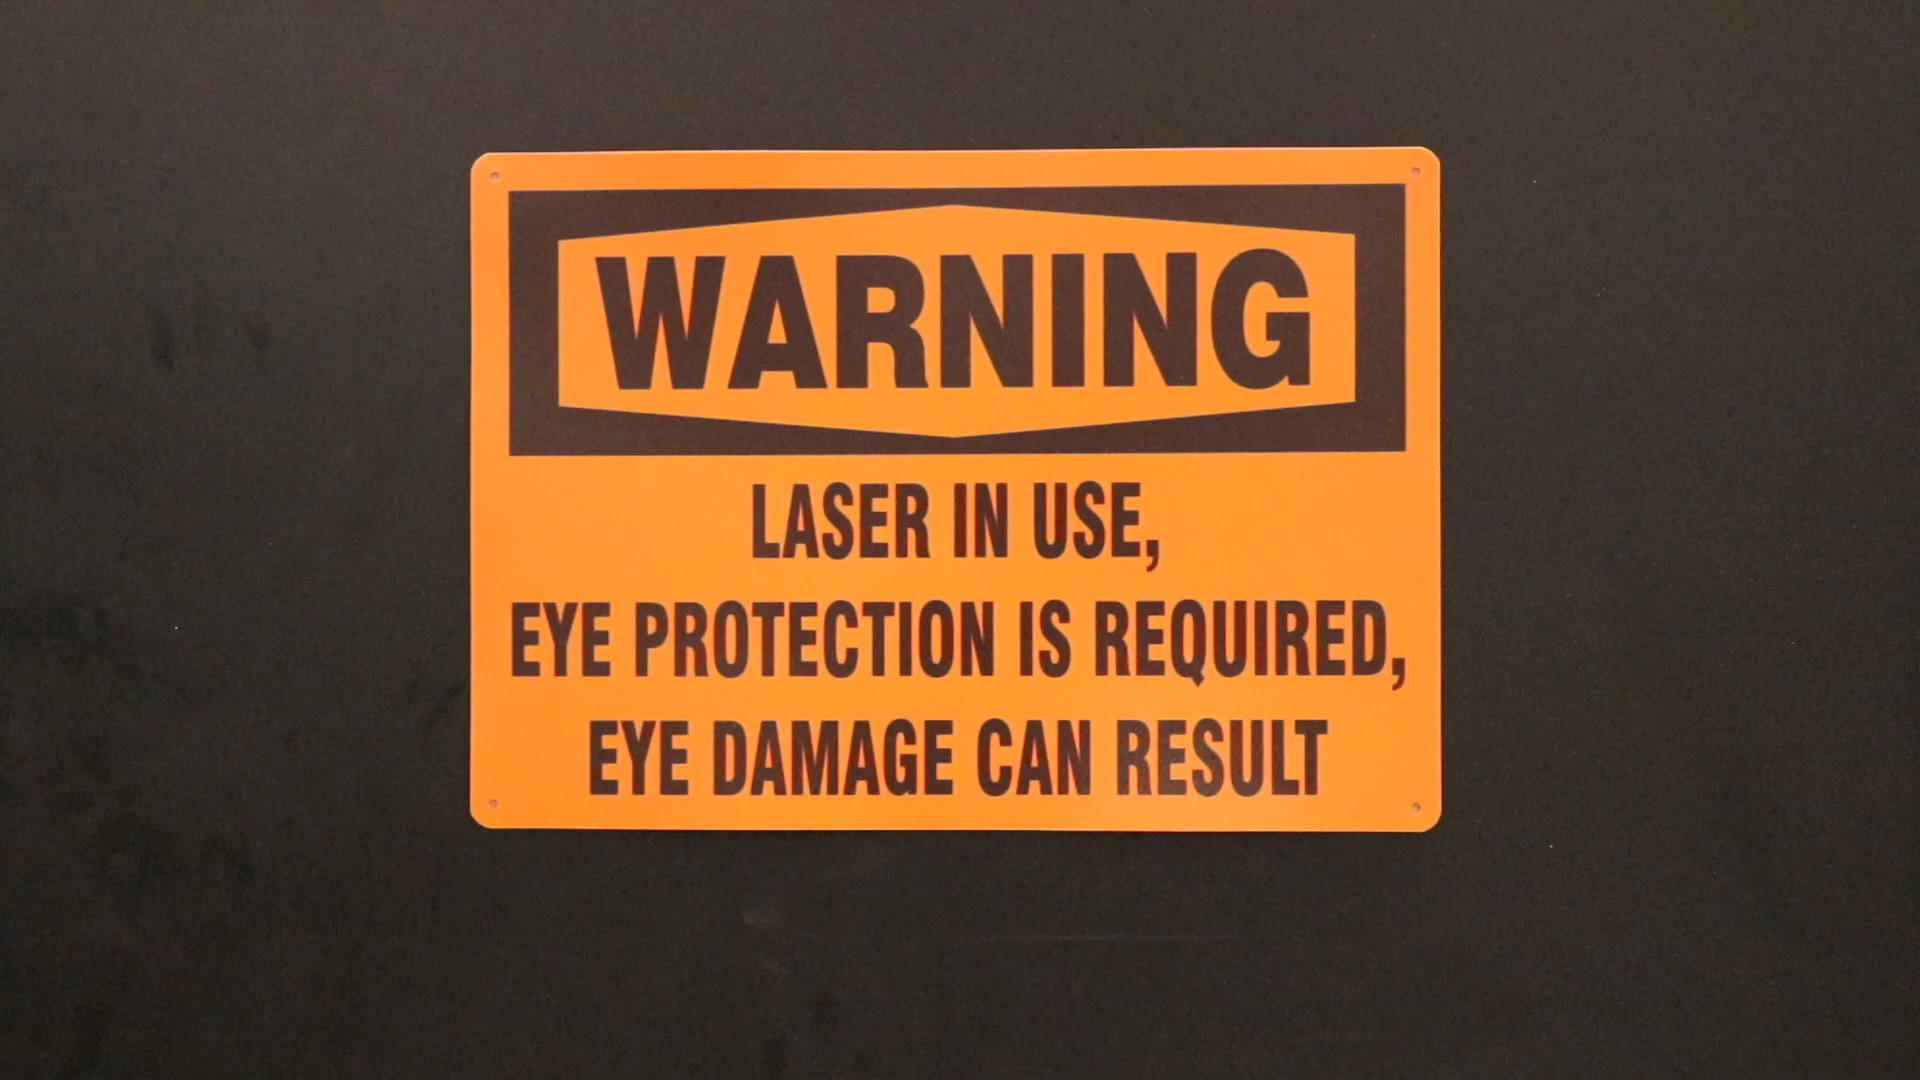 WARNING
LASER IN USE,
EYE PROTECTION IS REQUIRED,
EYE DAMAGE CAN RESULT